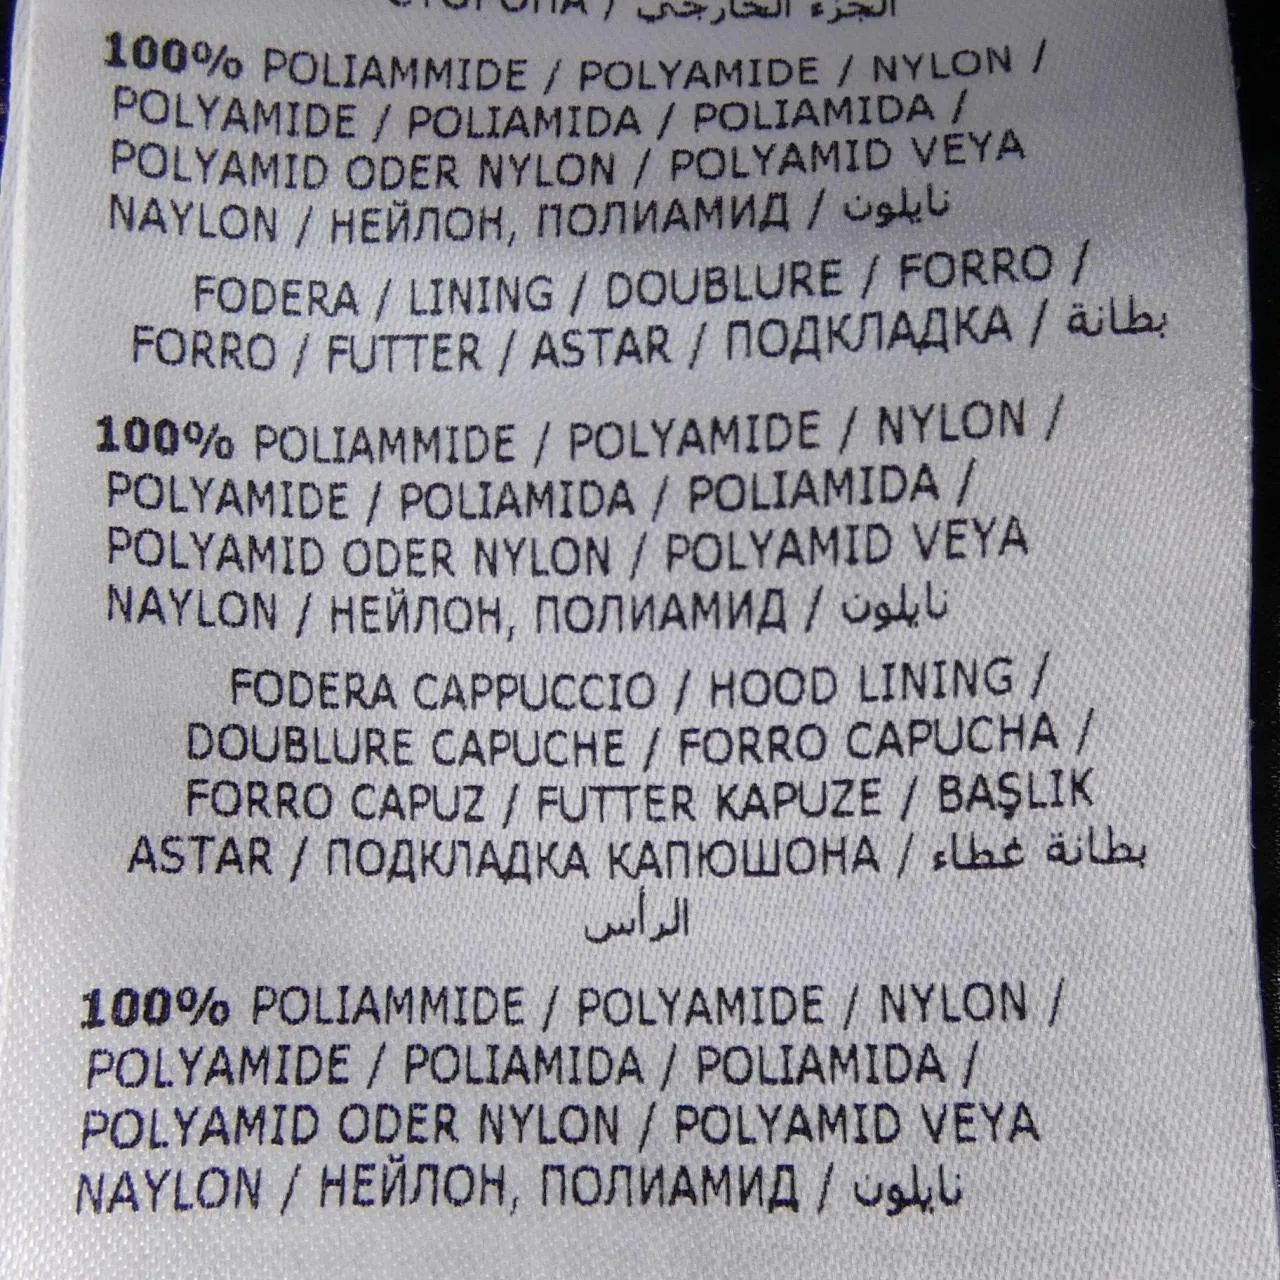 СТОРОНА / الجزء الخارجي
100% POLIAMMIDE / POLYAMIDE / NYLON /
POLYAMIDE / POLIAMIDA / POLIAMIDA /
POLYAMID ODER NYLON / POLYAMID VEYA
NAYLON / НЕЙЛОН, ПОЛИАМИД / نايلون
FODERA / LINING / DOUBLURE / FORRO /
FORRO / FUTTER / ASTAR / ПОДКЛАДКА / بطانة
100% POLIAMMIDE / POLYAMIDE / NYLON /
POLYAMIDE / POLIAMIDA / POLIAMIDA /
POLYAMID ODER NYLON / POLYAMID VEYA
NAYLON / НЕЙЛОН, ПОЛИАМИД / نايلون
FODERA CAPPUCCIO / HOOD LINING /
DOUBLURE CAPUCHE / FORRO CAPUCHA /
FORRO CAPUZ / FUTTER KAPUZE / BAŞLIK
ASTAR / ПОДКЛАДКА КАПЮШОНА / بطانة غطاء
الرأس
100% POLIAMMIDE / POLYAMIDE / NYLON /
POLYAMIDE / POLIAMIDA / POLIAMIDA /
POLYAMID ODER NYLON / POLYAMID VEYA
NAYLON / НЕЙЛОН, ПОЛИАМИД / نايلون